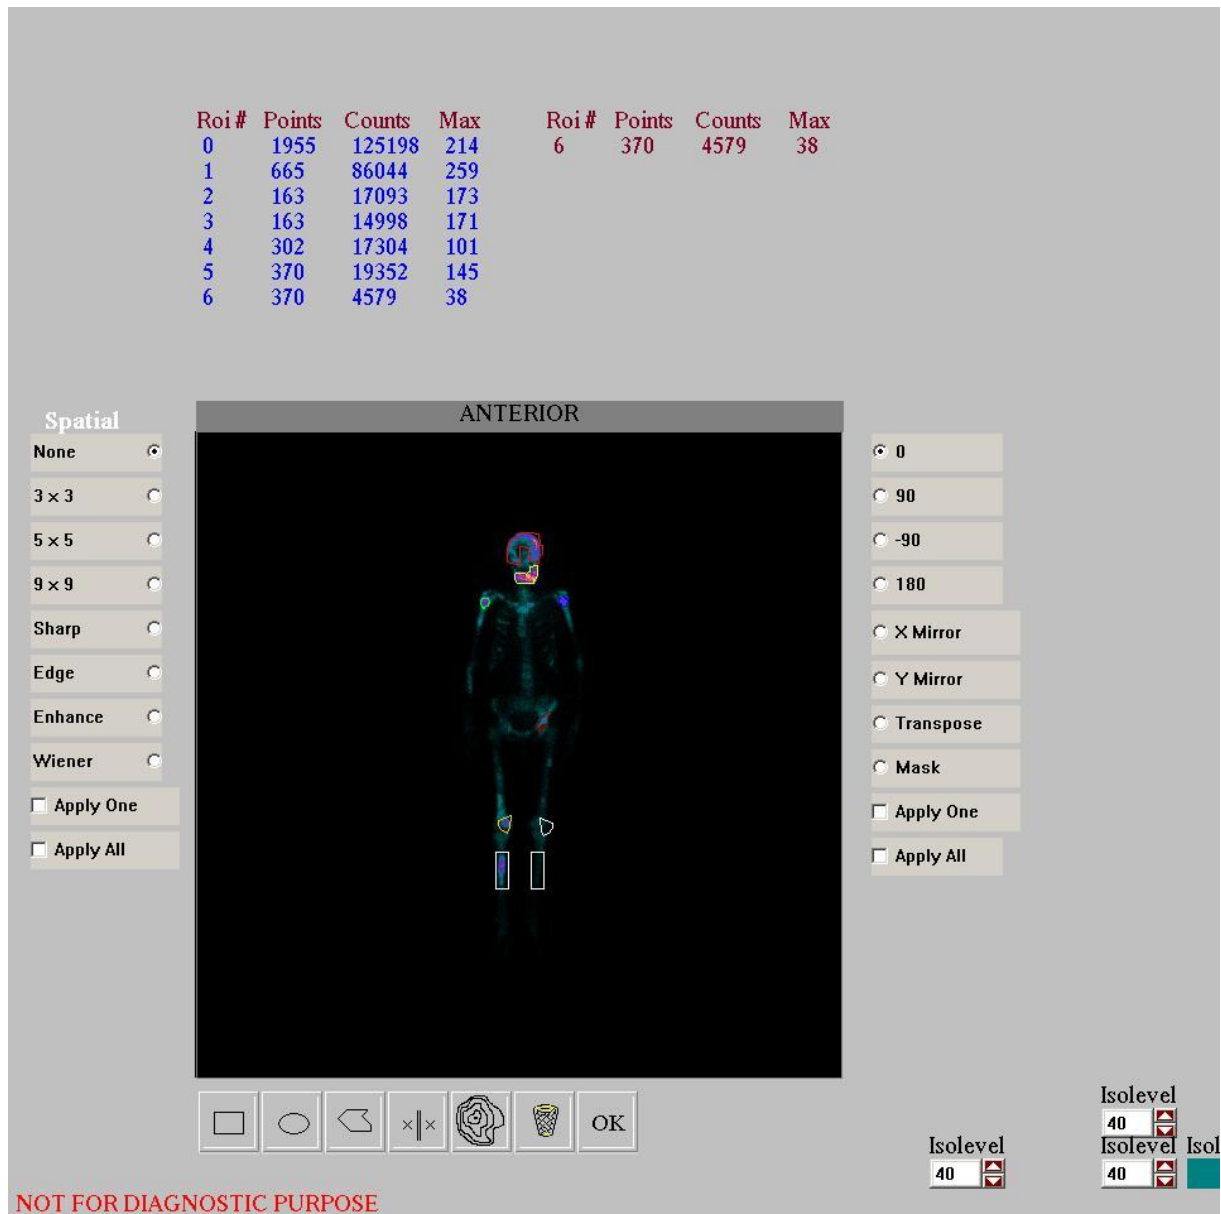 Roi # Points Counts Max Roi # Points Counts Max
0 1955 125198 214 6 370 4579 38
1 665 86044 259
2 163 17093 173
3 163 14998 171
4 302 17304 101
5 370 19352 145
6 370 4579 38
Spatial
ANTERIOR
None
3 × 3
5 × 5
9 × 9
Sharp
Edge
Enhance
Wiener
Apply One
Apply All
0
90
-90
180
X Mirror
Y Mirror
Transpose
Mask
Apply One
Apply All
×||× OK
Isolevel
40
Isolevel Isolevel Isol
40 40
NOT FOR DIAGNOSTIC PURPOSE